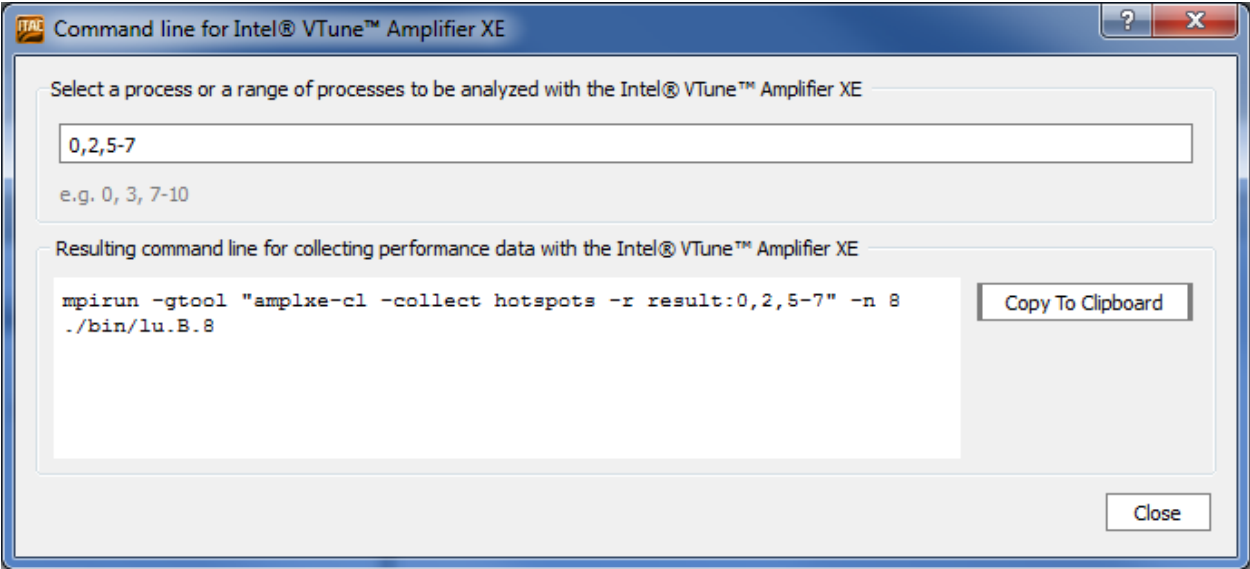 ITAC
Command line for Intel® VTune™ Amplifier XE
? X
Select a process or a range of processes to be analyzed with the Intel® VTune™ Amplifier XE
0,2,5-7
e.g. 0, 3, 7-10
Resulting command line for collecting performance data with the Intel® VTune™ Amplifier XE
mpirun -gtool "amplxe-cl -collect hotspots -r result:0,2,5-7" -n 8
./bin/lu.B.8
Copy To Clipboard
Close